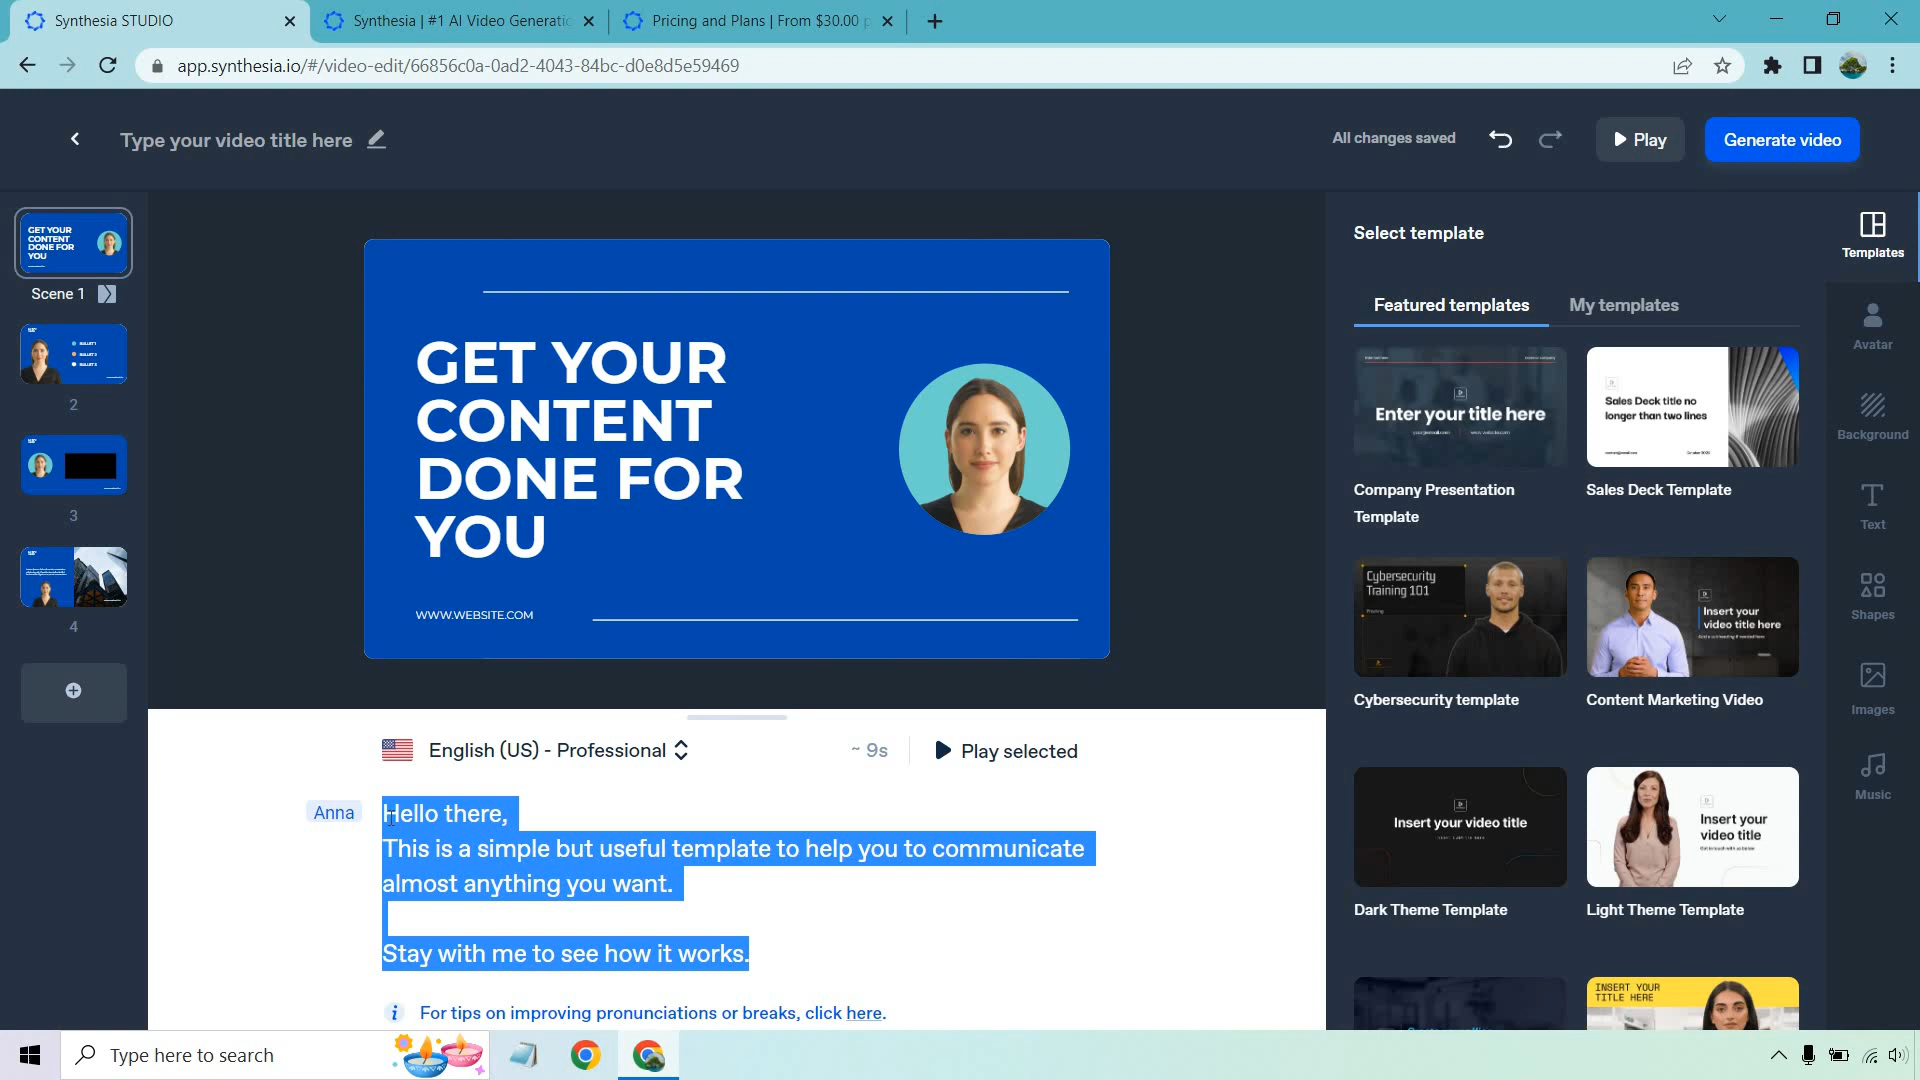 Synthesia STUDIO
Synthesia | #1 AI Video Generatio
Pricing and Plans | From $30.00 p
app.synthesia.io/#/video-edit/66856c0a-0ad2-4043-84bc-d0e8d5e59469
Type your video title here
All changes saved
Play
Generate video
GET YOUR
CONTENT
DONE FOR
YOU
Scene 1
BULLET 1
BULLET 2
BULLET 3
2
3
4
GET YOUR
CONTENT
DONE FOR
YOU
WWW.WEBSITE.COM
English (US) - Professional
~ 9s
Play selected
Anna
Hello there,
This is a simple but useful template to help you to communicate
almost anything you want.
Stay with me to see how it works.
For tips on improving pronunciations or breaks, click here.
Select template
Featured templates
My templates
Enter your title here
Company Presentation
Template
Sales Deck title no
longer than two lines
Sales Deck Template
Cybersecurity
Training 101
Cybersecurity template
Insert your
video title here
Content Marketing Video
Insert your video title
Dark Theme Template
Insert your
video title
Light Theme Template
INSERT YOUR
TITLE HERE
Templates
Avatar
Background
Text
Shapes
Images
Music
Type here to search